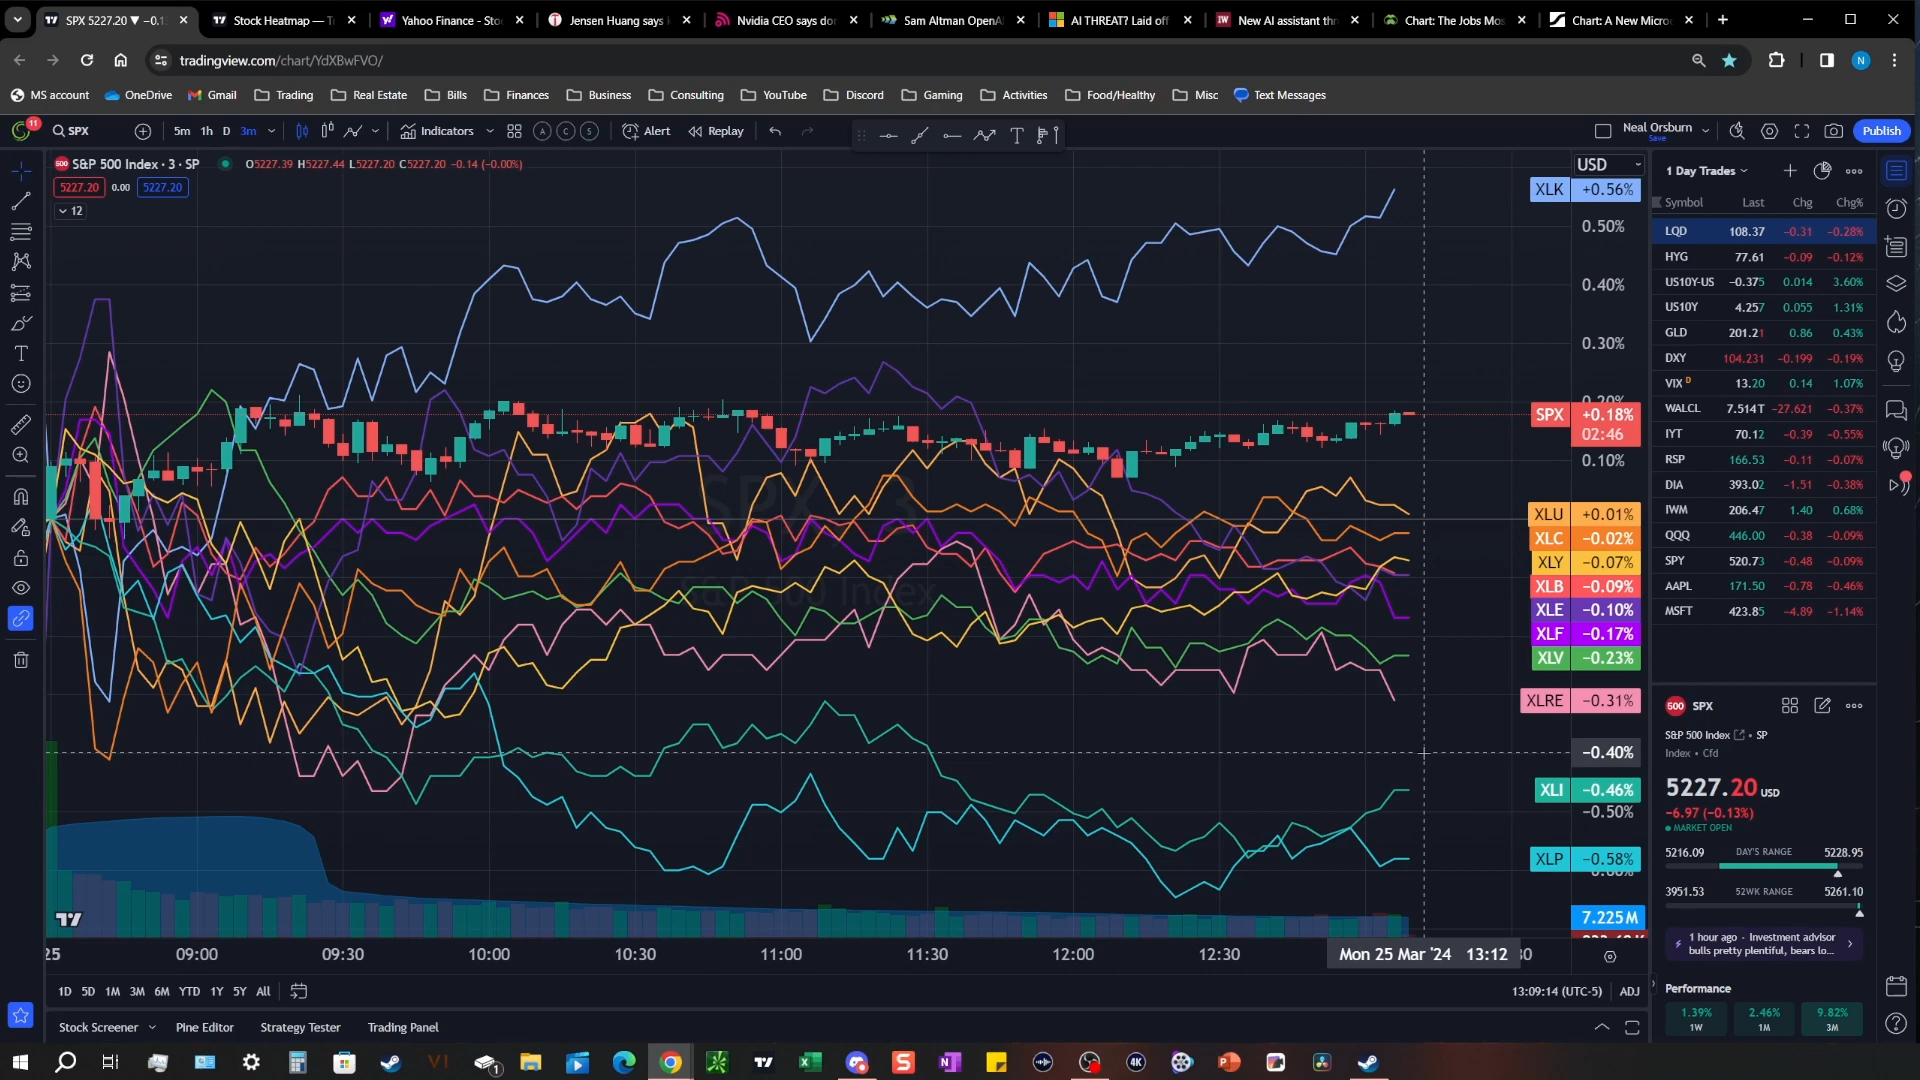 SPX 5227.20 ▼ −0.1
Stock Heatmap — Tr
Yahoo Finance - Sto
Jensen Huang says
Nvidia CEO says don
Sam Altman OpenAI
AI THREAT? Laid off
New AI assistant thr
Chart: The Jobs Mos
Chart: A New Micro
tradingview.com/chart/YdXBwFVO/
N
MS account
OneDrive
Gmail
Trading
Real Estate
Bills
Finances
Business
Consulting
YouTube
Discord
Gaming
Activities
Food/Healthy
Misc
Text Messages
11
SPX
5m 1h D 3m
Indicators
A C S
Alert
Replay
Neal Orsburn
Save
Publish
S&P 500 Index · 3 · SP
O5227.39 H5227.44 L5227.20 C5227.20 −0.14 (−0.00%)
5227.20 0.00 5227.20
12
USD
SPX, 3
S&P 500 Index
XLK +0.56%
0.50%
0.40%
0.30%
0.20%
SPX +0.18%
02:46
0.10%
XLU +0.01%
XLC −0.02%
XLY −0.07%
XLB −0.09%
XLE −0.10%
XLF −0.17%
XLV −0.23%
XLRE −0.31%
−0.40%
XLI −0.46%
−0.50%
XLP −0.58%
7.225M
25 09:00 09:30 10:00 10:30 11:00 11:30 12:00 12:30 Mon 25 Mar '24 13:12 30
1D 5D 1M 3M 6M YTD 1Y 5Y All
13:09:14 (UTC-5) ADJ
Stock Screener
Pine Editor
Strategy Tester
Trading Panel
1 Day Trades
Symbol Last Chg Chg%
LQD 108.37 −0.31 −0.28%
HYG 77.61 −0.09 −0.12%
US10Y-US −0.375 0.014 3.60%
US10Y 4.257 0.055 1.31%
GLD 201.21 0.86 0.43%
DXY 104.231 −0.199 −0.19%
VIX D 13.20 0.14 1.07%
WALCL 7.514T −27.621 −0.37%
IYT 70.12 −0.39 −0.55%
RSP 166.53 −0.11 −0.07%
DIA 393.02 −1.51 −0.38%
IWM 206.47 1.40 0.68%
QQQ 446.00 −0.38 −0.09%
SPY 520.73 −0.48 −0.09%
AAPL 171.50 −0.78 −0.46%
MSFT 423.85 −4.89 −1.14%
500 SPX
S&P 500 Index · SP
Index · Cfd
5227.20 USD
−6.97 (−0.13%)
MARKET OPEN
5216.09 DAY'S RANGE 5228.95
3951.53 52WK RANGE 5261.10
1 hour ago · Investment advisor
bulls pretty plentiful, bears lo...
Performance
1.39% 2.46% 9.82%
1W 1M 3M